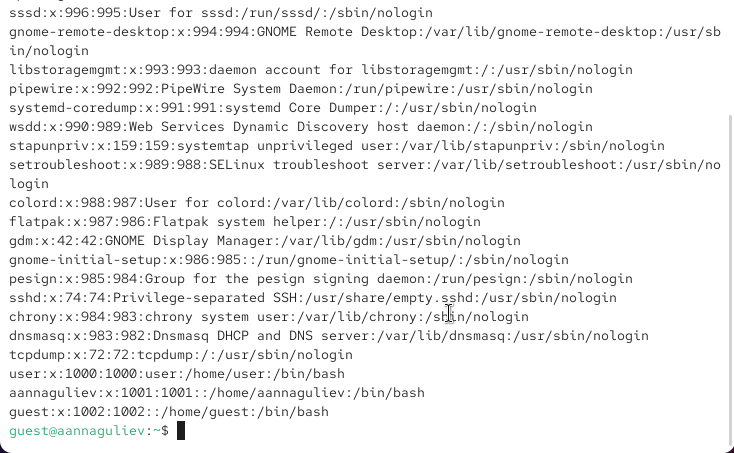 sssd:x:996:995:User for sssd:/run/sssd/:/sbin/nologin
gnome-remote-desktop:x:994:994:GNOME Remote Desktop:/var/lib/gnome-remote-desktop:/usr/sb
in/nologin
libstoragemgmt:x:993:993:daemon account for libstoragemgmt:/:/usr/sbin/nologin
pipewire:x:992:992:PipeWire System Daemon:/run/pipewire:/usr/sbin/nologin
systemd-coredump:x:991:991:systemd Core Dumper:/:/usr/sbin/nologin
wsdd:x:990:989:Web Services Dynamic Discovery host daemon:/:/sbin/nologin
stapunpriv:x:159:159:systemtap unprivileged user:/var/lib/stapunpriv:/sbin/nologin
setroubleshoot:x:989:988:SELinux troubleshoot server:/var/lib/setroubleshoot:/usr/sbin/no
login
colord:x:988:987:User for colord:/var/lib/colord:/sbin/nologin
flatpak:x:987:986:Flatpak system helper:/:/usr/sbin/nologin
gdm:x:42:42:GNOME Display Manager:/var/lib/gdm:/usr/sbin/nologin
gnome-initial-setup:x:986:985::/run/gnome-initial-setup/:/sbin/nologin
pesign:x:985:984:Group for the pesign signing daemon:/run/pesign:/sbin/nologin
sshd:x:74:74:Privilege-separated SSH:/usr/share/empty.sshd:/usr/sbin/nologin
chrony:x:984:983:chrony system user:/var/lib/chrony:/sbin/nologin
dnsmasq:x:983:982:Dnsmasq DHCP and DNS server:/var/lib/dnsmasq:/usr/sbin/nologin
tcpdump:x:72:72:tcpdump:/:/sbin/nologin
user:x:1000:1000:user:/home/user:/bin/bash
aannaguliev:x:1001:1001::/home/aannaguliev:/bin/bash
guest:x:1002:1002::/home/guest:/bin/bash
guest@aannaguliev:~$